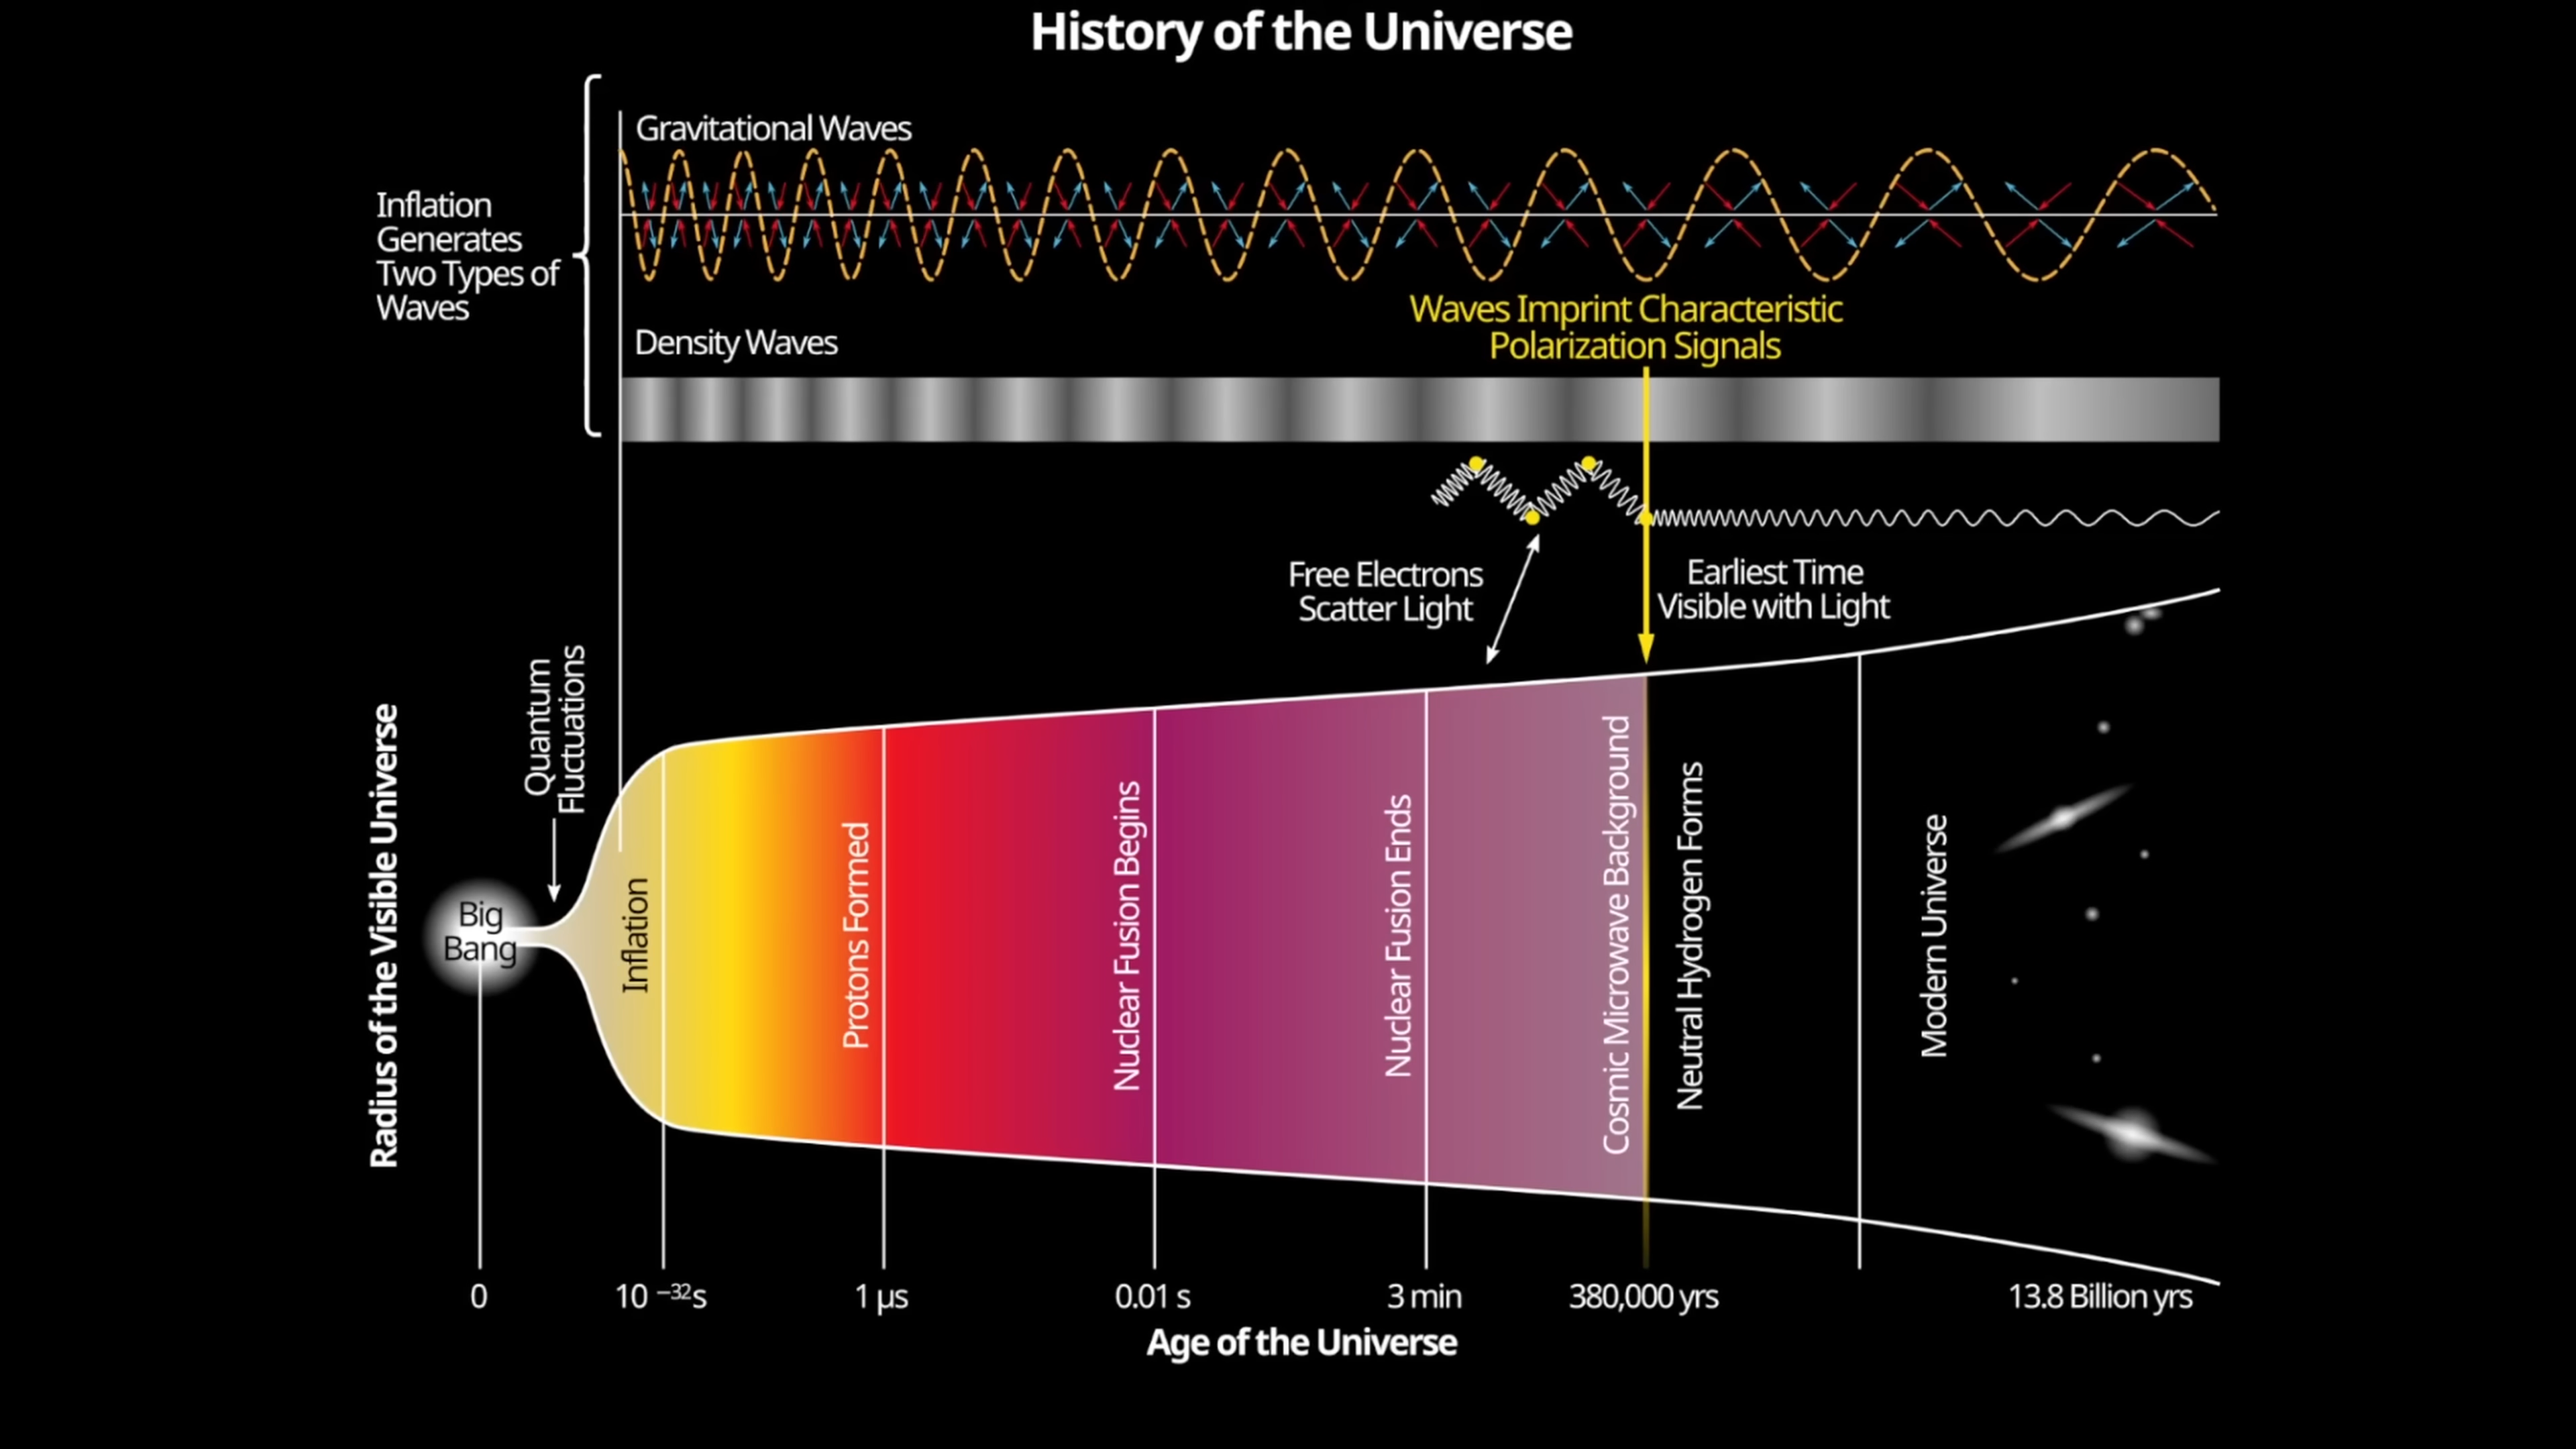 History of the Universe
Inflation
Generates
Two Types of
Waves
Gravitational Waves
Waves Imprint Characteristic
Polarization Signals
Density Waves
Free Electrons
Scatter Light
Earliest Time
Visible with Light
Radius of the Visible Universe
Quantum
Fluctuations
Big
Bang
Inflation
Protons Formed
Nuclear Fusion Begins
Nuclear Fusion Ends
Cosmic Microwave Background
Neutral Hydrogen Forms
Modern Universe
0
10 ⁻³²s
1 µs
0.01 s
3 min
380,000 yrs
13.8 Billion yrs
Age of the Universe